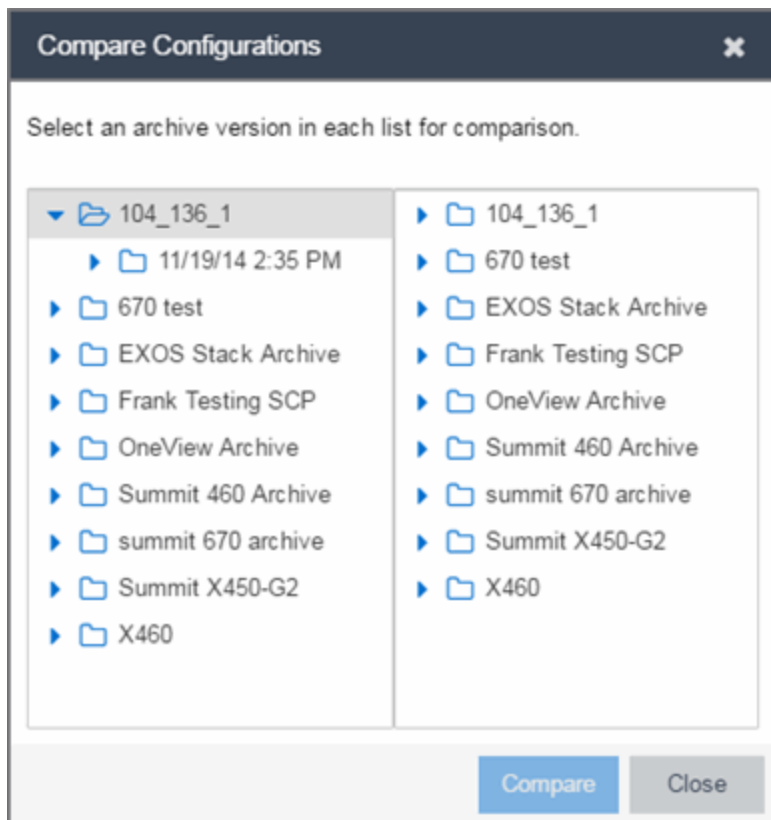 Compare Configurations
Select an archive version in each list for comparison.
104_136_1
11/19/14 2:35 PM
670 test
EXOS Stack Archive
Frank Testing SCP
OneView Archive
Summit 460 Archive
summit 670 archive
Summit X450-G2
X460
104_136_1
670 test
EXOS Stack Archive
Frank Testing SCP
OneView Archive
Summit 460 Archive
summit 670 archive
Summit X450-G2
X460
Compare
Close